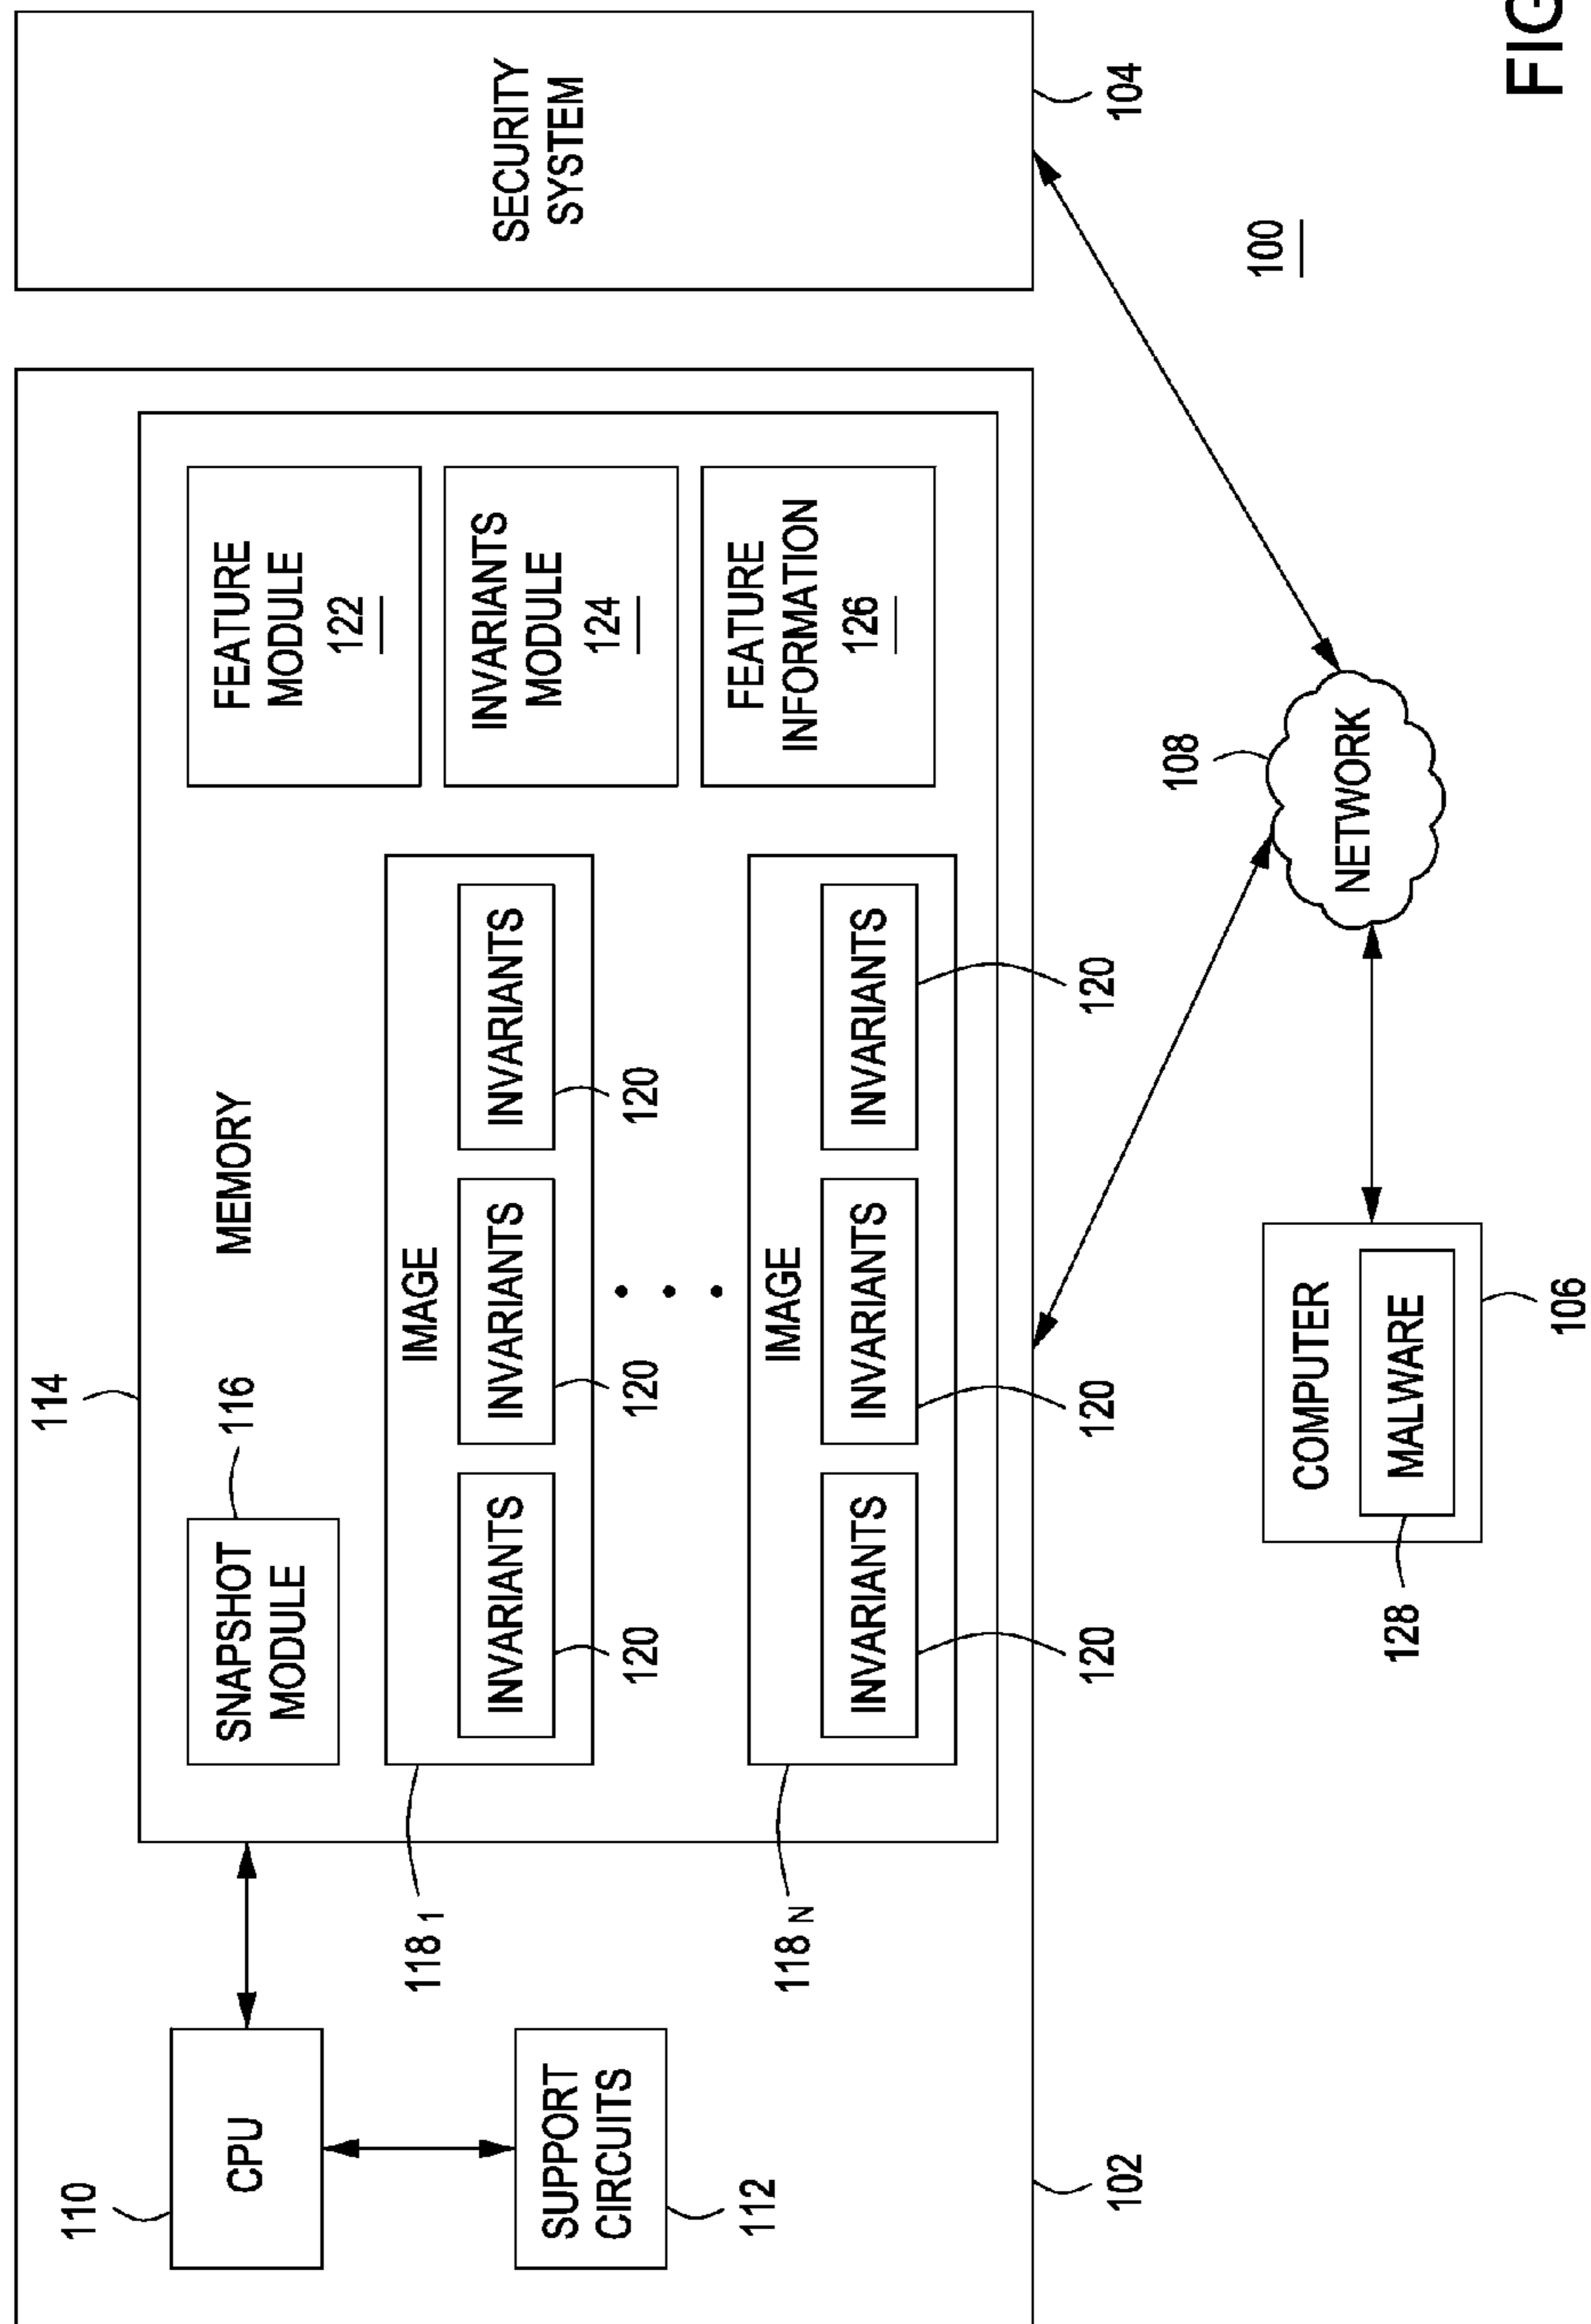 114
110
CPU
SNAPSHOT
MODULE
116
MEMORY
FEATURE
MODULE
122
SECURITY
SYSTEM
118 1
IMAGE
INVARIANTS
INVARIANTS
INVARIANTS
120
120
120
INVARIANTS
MODULE
124
SUPPORT
CIRCUITS
112
118 N
IMAGE
INVARIANTS
INVARIANTS
INVARIANTS
120
120
120
FEATURE
INFORMATION
126
102
104
108
NETWORK
100
COMPUTER
MALWARE
128
106
FIG